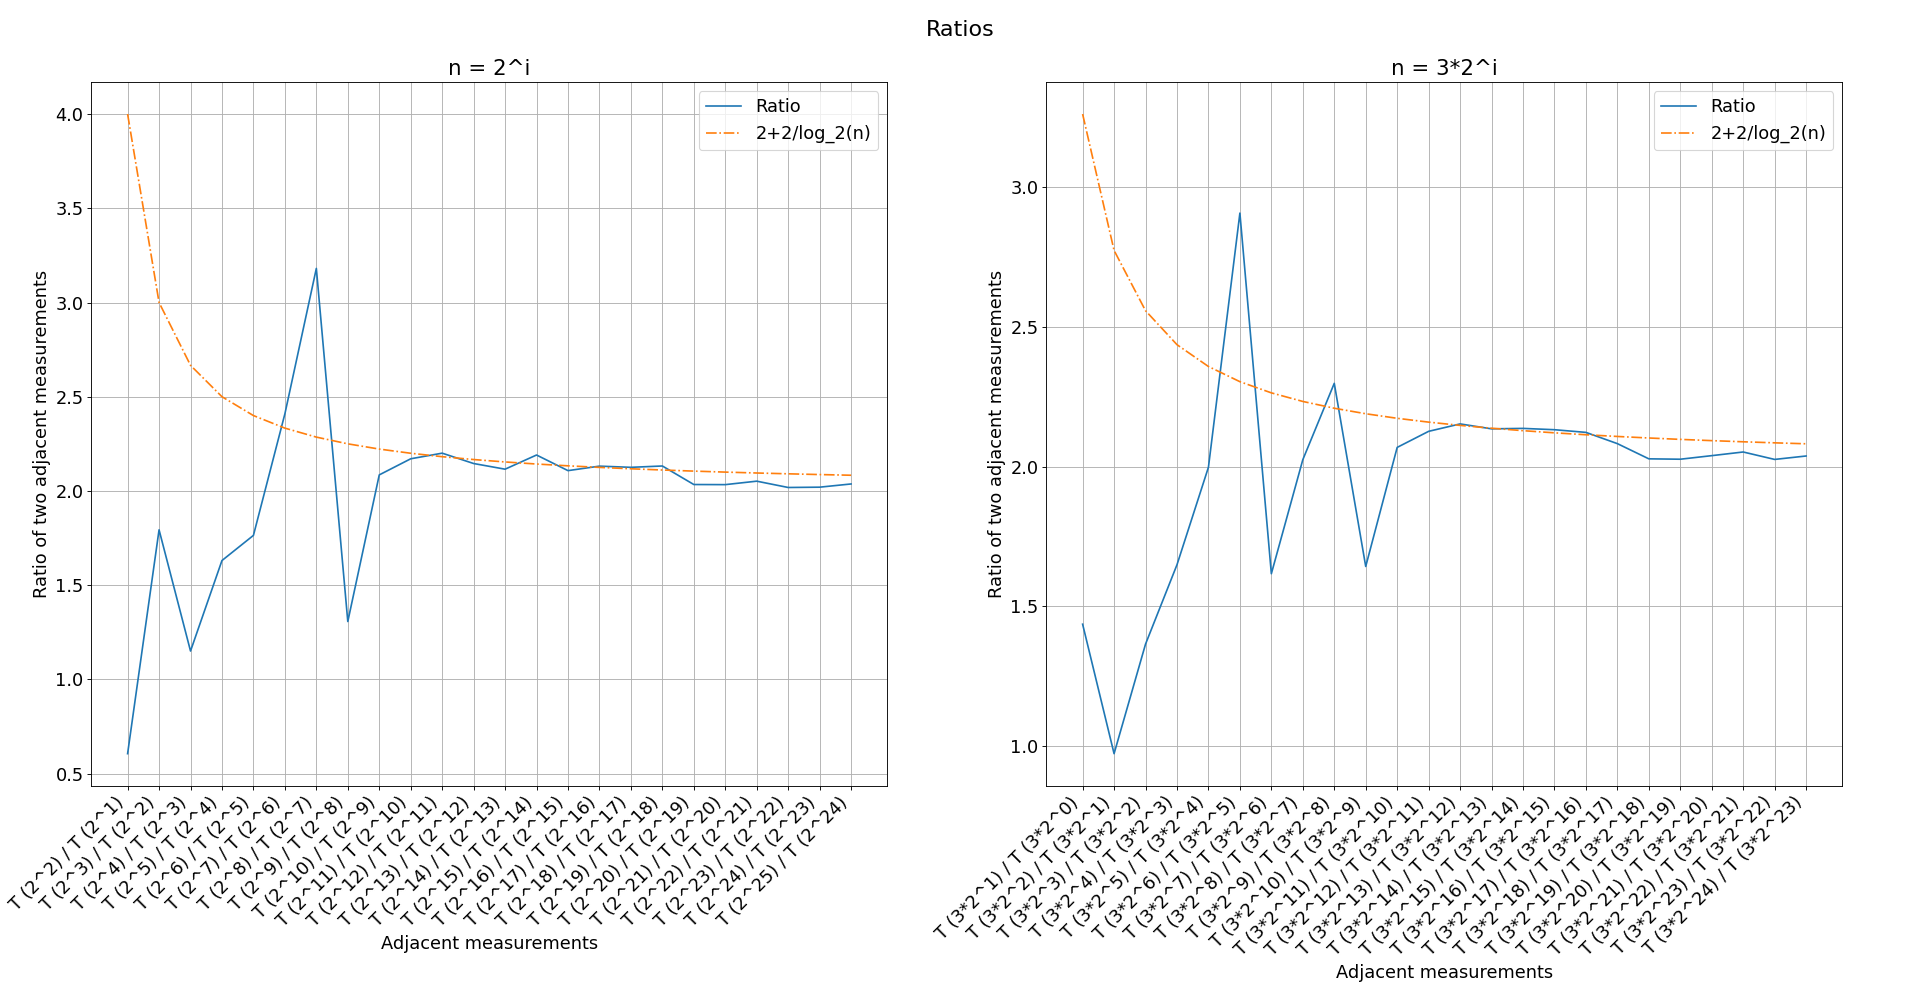 Ratios
n = 2^i
Ratio
2+2/log_2(n)
4.0
3.5
3.0
2.5
2.0
1.5
1.0
0.5
Ratio of two adjacent measurements
T (2^2) / T (2^1)
T (2^3) / T (2^2)
T (2^4) / T (2^3)
T (2^5) / T (2^4)
T (2^6) / T (2^5)
T (2^7) / T (2^6)
T (2^8) / T (2^7)
T (2^9) / T (2^8)
T (2^10) / T (2^9)
T (2^11) / T (2^10)
T (2^12) / T (2^11)
T (2^13) / T (2^12)
T (2^14) / T (2^13)
T (2^15) / T (2^14)
T (2^16) / T (2^15)
T (2^17) / T (2^16)
T (2^18) / T (2^17)
T (2^19) / T (2^18)
T (2^20) / T (2^19)
T (2^21) / T (2^20)
T (2^22) / T (2^21)
T (2^23) / T (2^22)
T (2^24) / T (2^23)
T (2^25) / T (2^24)
Adjacent measurements
n = 3*2^i
Ratio
2+2/log_2(n)
3.0
2.5
2.0
1.5
1.0
Ratio of two adjacent measurements
T (3*2^1) / T (3*2^0)
T (3*2^2) / T (3*2^1)
T (3*2^3) / T (3*2^2)
T (3*2^4) / T (3*2^3)
T (3*2^5) / T (3*2^4)
T (3*2^6) / T (3*2^5)
T (3*2^7) / T (3*2^6)
T (3*2^8) / T (3*2^7)
T (3*2^9) / T (3*2^8)
T (3*2^10) / T (3*2^9)
T (3*2^11) / T (3*2^10)
T (3*2^12) / T (3*2^11)
T (3*2^13) / T (3*2^12)
T (3*2^14) / T (3*2^13)
T (3*2^15) / T (3*2^14)
T (3*2^16) / T (3*2^15)
T (3*2^17) / T (3*2^16)
T (3*2^18) / T (3*2^17)
T (3*2^19) / T (3*2^18)
T (3*2^20) / T (3*2^19)
T (3*2^21) / T (3*2^20)
T (3*2^22) / T (3*2^21)
T (3*2^23) / T (3*2^22)
T (3*2^24) / T (3*2^23)
Adjacent measurements